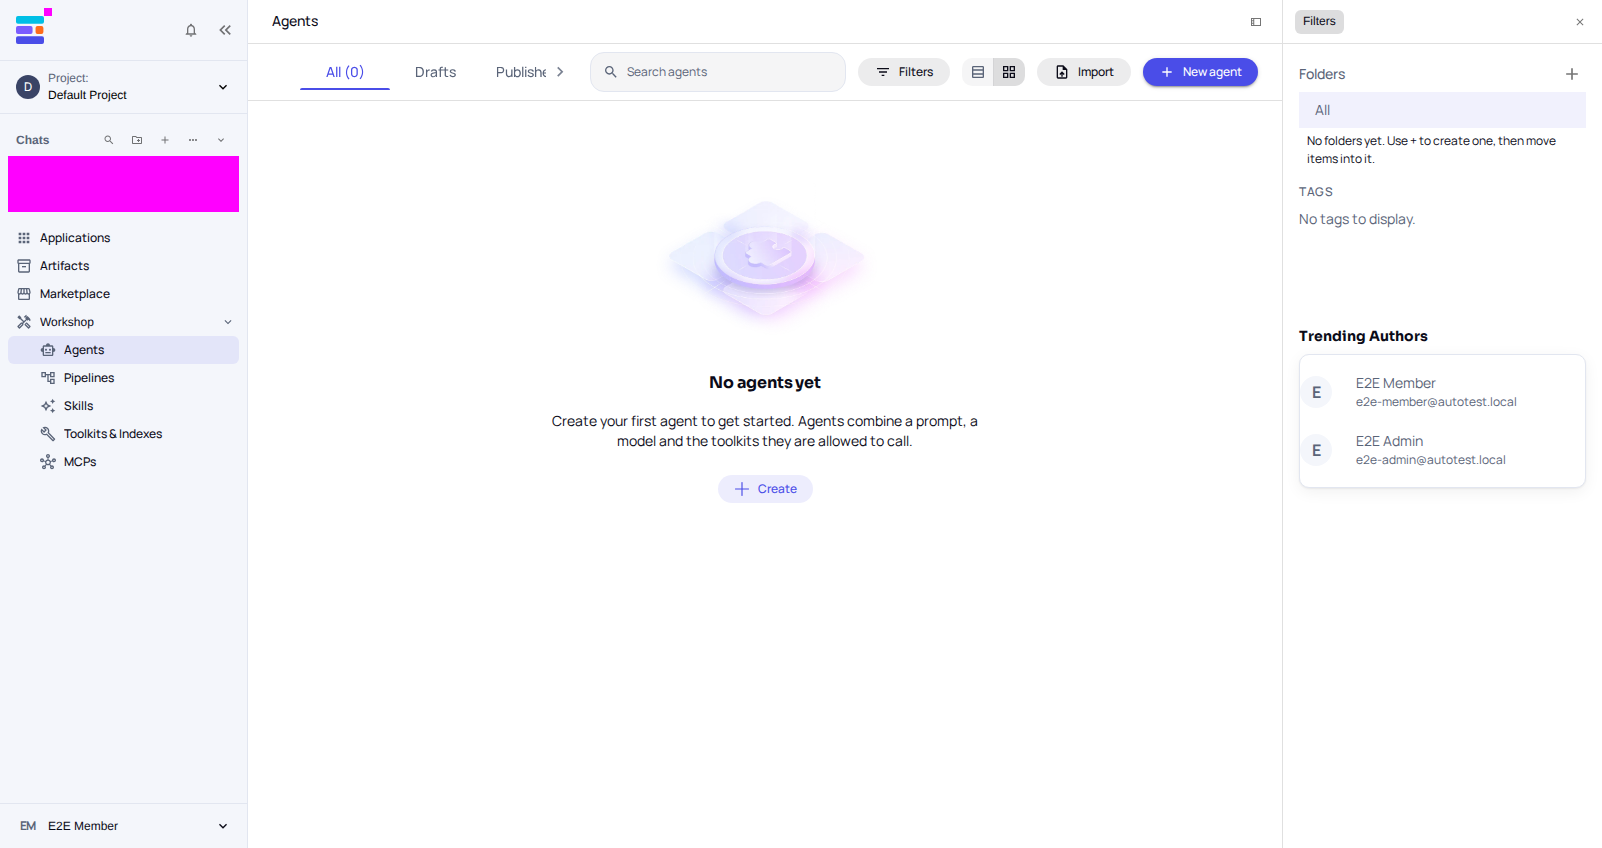 Project:
D
Default Project
Chats
Applications
Artifacts
Marketplace
Workshop
Agents
Pipelines
Skills
Toolkits & Indexes
MCPs
EM
E2E Member
Agents
All (0)
Drafts
Search agents
Filters
Import
New agent
No agents yet
Create your first agent to get started. Agents combine a prompt, a
model and the toolkits they are allowed to call.
Create
Filters
Folders
All
No folders yet. Use + to create one, then move
items into it.
TAGS
No tags to display.
Trending Authors
E
E2E Member
e2e-member@autotest.local
E
E2E Admin
e2e-admin@autotest.local